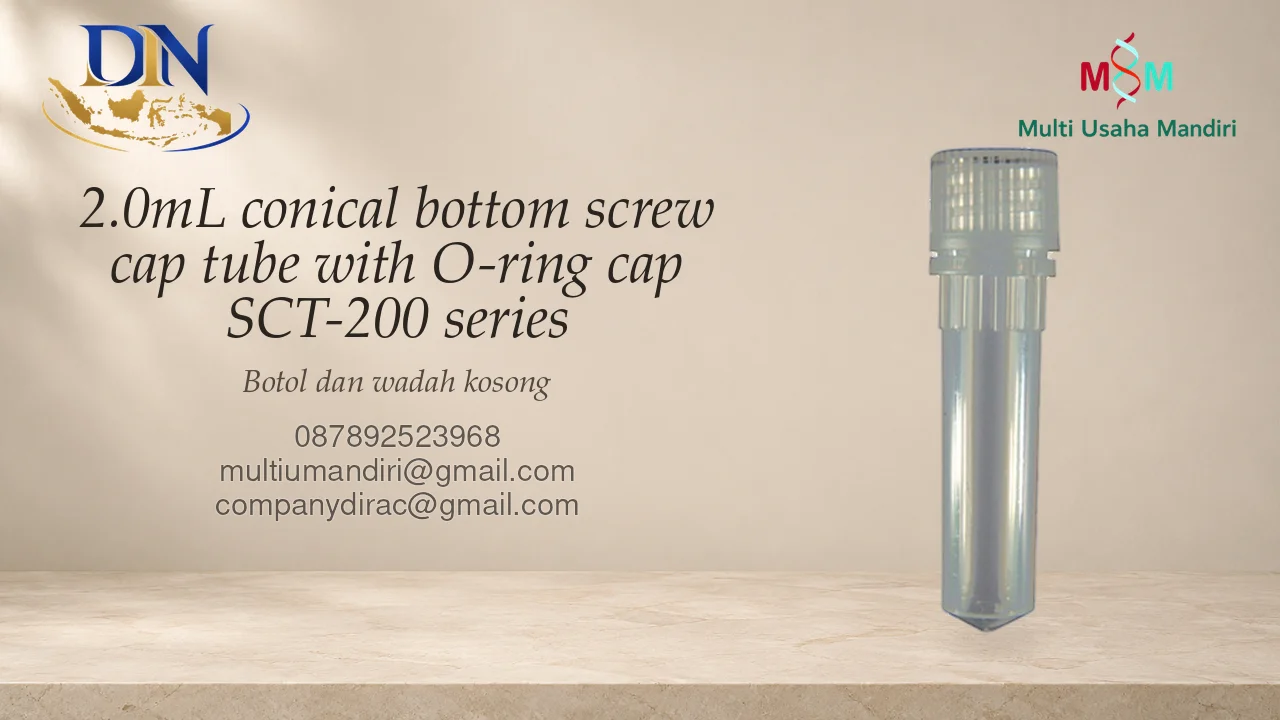 DN
MM
Multi Usaha Mandiri
2.0mL conical bottom screw
cap tube with O-ring cap
SCT-200 series
Botol dan wadah kosong
087892523968
multiumandiri@gmail.com
companydirac@gmail.com